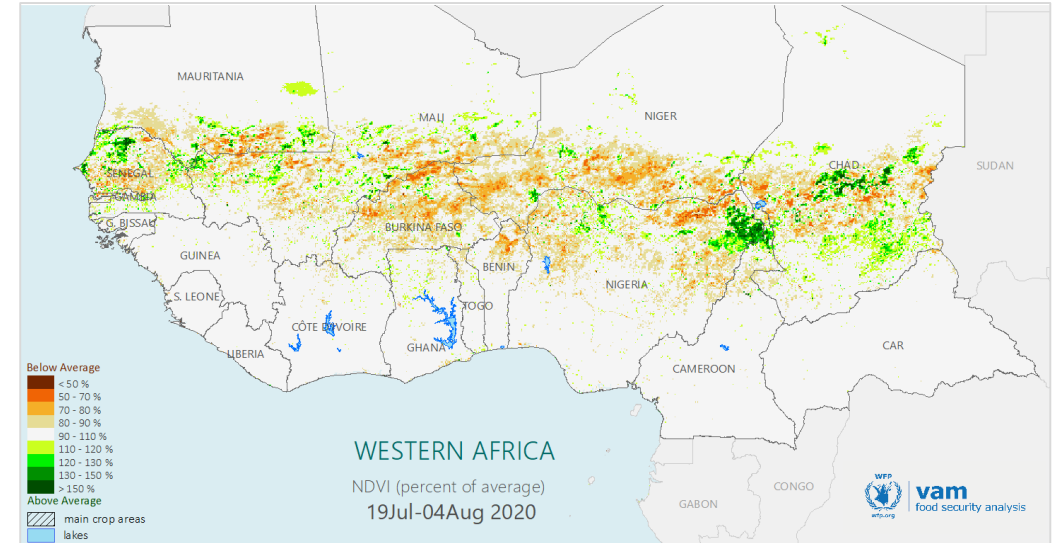 MAURITANIA
MALI
NIGER
CHAD
SUDAN
SENEGAL
GAMBIA
G. BISSAU
BURKINA FASO
GUINEA
BENIN
NIGERIA
S. LEONE
TOGO
CÔTE D'IVOIRE
GHANA
LIBERIA
CAR
CAMEROON
Below Average
< 50 %
50 - 70 %
70 - 80 %
80 - 90 %
90 - 110 %
110 - 120 %
120 - 130 %
130 - 150 %
> 150 %
Above Average
main crop areas
lakes
WESTERN AFRICA
NDVI (percent of average)
19Jul-04Aug 2020
CONGO
GABON
WFP
wfp.org
vam
food security analysis